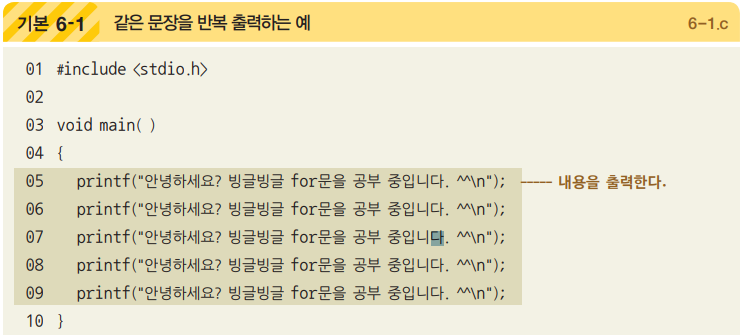 기본 6-1 같은 문장을 반복 출력하는 예 6-1.c
01 #include <stdio.h>
02
03 void main( )
04 {
05 printf("안녕하세요? 빙글빙글 for문을 공부 중입니다. ^^\n"); ----- 내용을 출력한다.
06 printf("안녕하세요? 빙글빙글 for문을 공부 중입니다. ^^\n");
07 printf("안녕하세요? 빙글빙글 for문을 공부 중입니다. ^^\n");
08 printf("안녕하세요? 빙글빙글 for문을 공부 중입니다. ^^\n");
09 printf("안녕하세요? 빙글빙글 for문을 공부 중입니다. ^^\n");
10 }